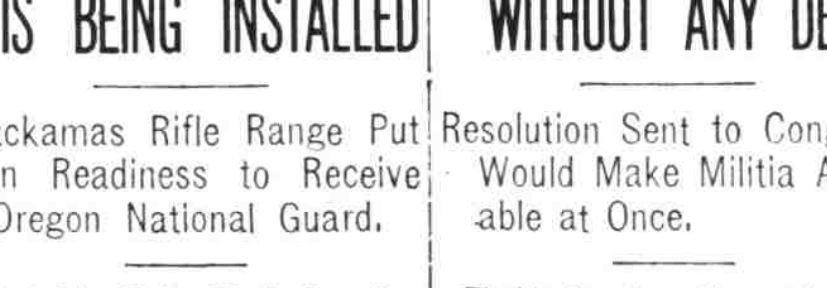 IS BEING INSTALLED
ckamas Rifle Range Put
n Readiness to Receive
Oregon National Guard.
WITHOUT ANY DE
Resolution Sent to Cong
Would Make Militia A
able at Once.